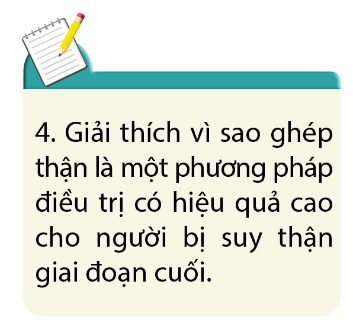 4. Giải thích vì sao ghép
thận là một phương pháp
điều trị có hiệu quả cao
cho người bị suy thận
giai đoạn cuối.